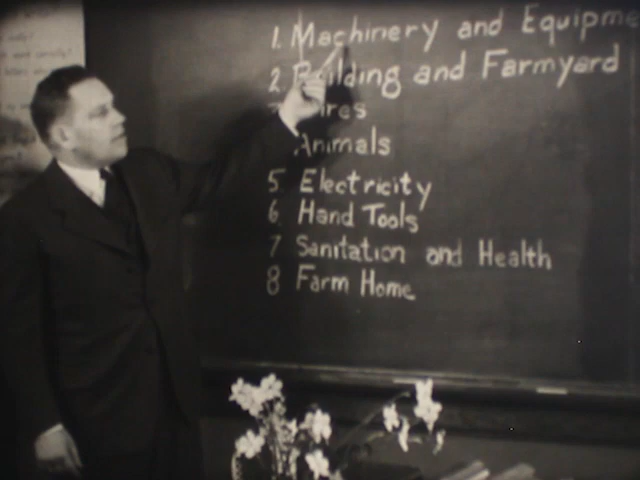 1. Machinery and Equipme
2 Building and Farmyard
ires
Animals
5 Electricity
6 Hand Tools
7 Sanitation and Health
8 Farm Home